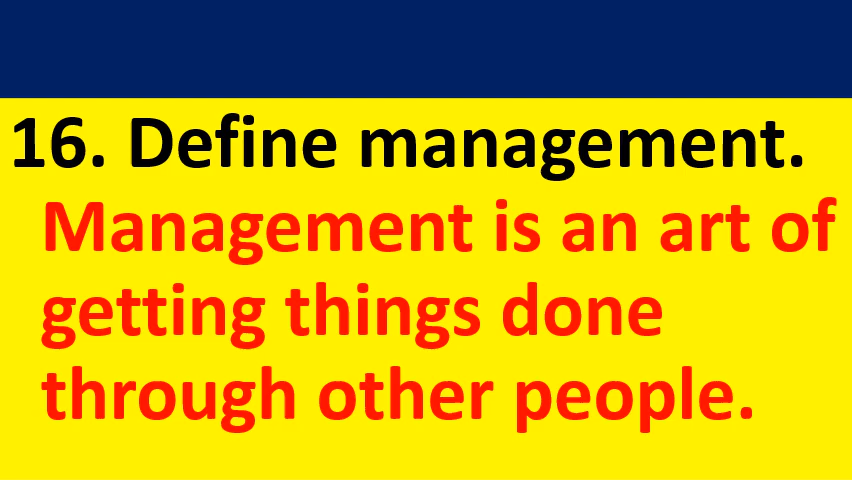 16. Define management.
Management is an art of
getting things done
through other people.